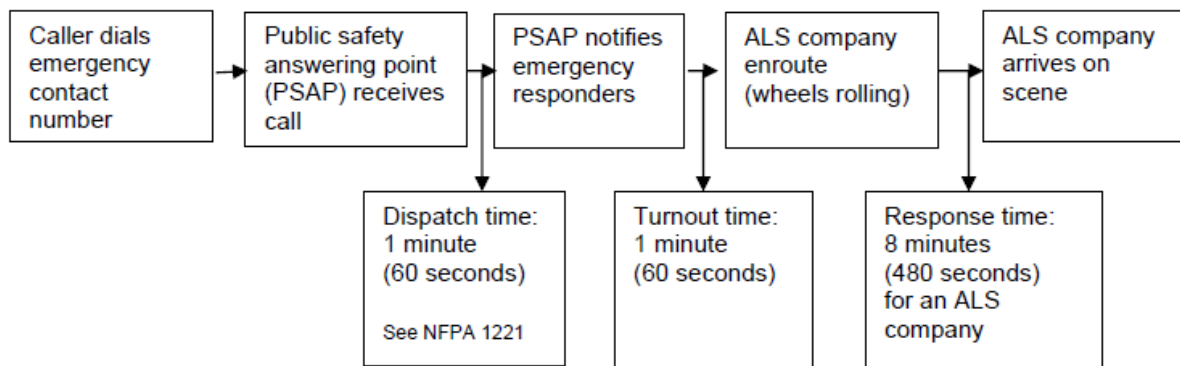 Caller dials
emergency
contact
number
Public safety
answering point
(PSAP) receives
call
PSAP notifies
emergency
responders
ALS company
enroute
(wheels rolling)
ALS company
arrives on
scene
Dispatch time:
1 minute
(60 seconds)
See NFPA 1221
Turnout time:
1 minute
(60 seconds)
Response time:
8 minutes
(480 seconds)
for an ALS
company